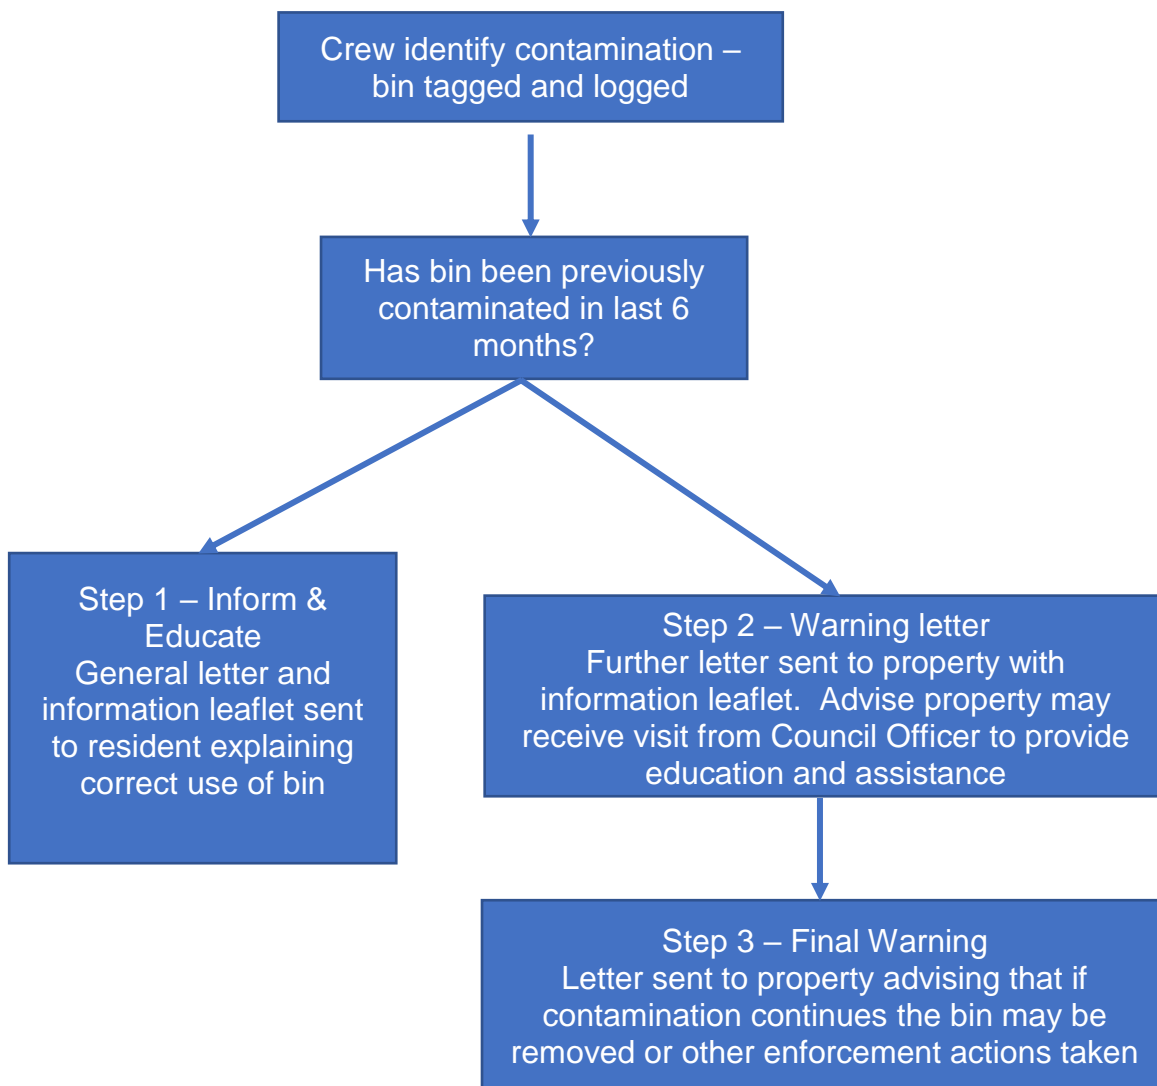 Crew identify contamination –
bin tagged and logged
Has bin been previously
contaminated in last 6
months?
Step 1 – Inform &
Educate
General letter and
information leaflet sent
to resident explaining
correct use of bin
Step 2 – Warning letter
Further letter sent to property with
information leaflet.  Advise property may
receive visit from Council Officer to provide
education and assistance
Step 3 – Final Warning
Letter sent to property advising that if
contamination continues the bin may be
removed or other enforcement actions taken